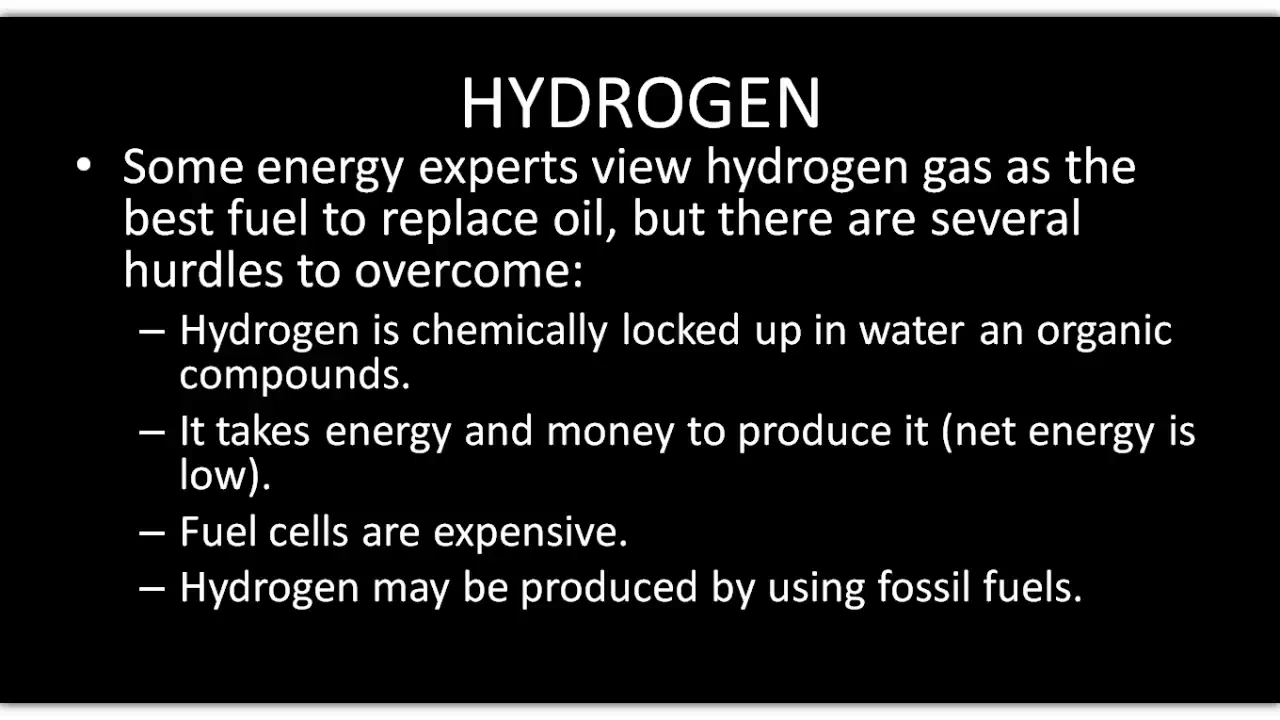 HYDROGEN
• Some energy experts view hydrogen gas as the
best fuel to replace oil, but there are several
hurdles to overcome:
– Hydrogen is chemically locked up in water an organic
compounds.
– It takes energy and money to produce it (net energy is
low).
– Fuel cells are expensive.
– Hydrogen may be produced by using fossil fuels.